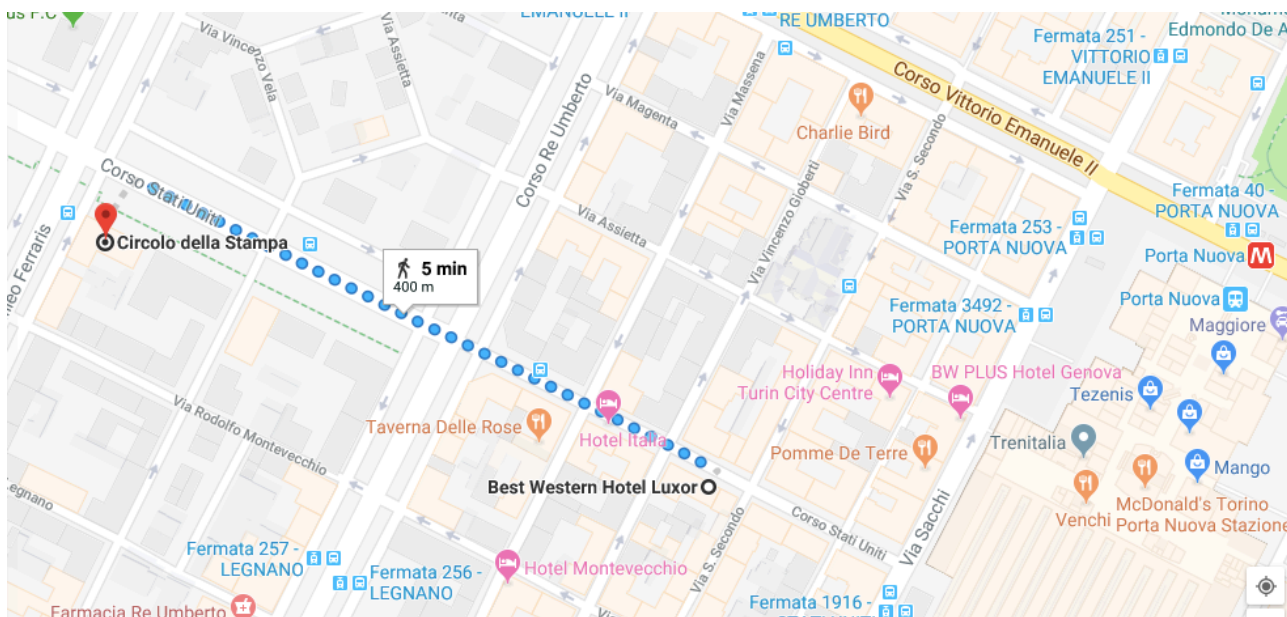 us F.C
EMANUELE II
RE UMBERTO
Fermata 251 -
VITTORIO
EMANUELE II
Edmondo De A
Via Vincenzo Vela
Via Assietta
Corso Re Umberto
Via Magenta
Via Massena
Charlie Bird
Corso Vittorio Emanuele II
Via S. Secondo
Via Vincenzo Gioberti
Fermata 40 -
PORTA NUOVA
Corso Stati Uniti
Circolo della Stampa
Via Assietta
Fermata 253 -
PORTA NUOVA
Porta Nuova
M
5 min
400 m
Porta Nuova
Fermata 3492 -
PORTA NUOVA
Maggiore
leo Ferraris
Holiday Inn
Turin City Centre
BW PLUS Hotel Genova
Tezenis
Via Rodolfo Montevecchio
Taverna Delle Rose
Hotel Italia
Trenitalia
Pomme De Terre
Mango
Best Western Hotel Luxor
Legnano
Corso Stati Uniti
Venchi
McDonald's Torino
Porta Nuova Stazione
Via Sacchi
Via S. Secondo
Fermata 257 -
LEGNANO
Fermata 256 -
LEGNANO
Hotel Montevecchio
Farmacia Re Umberto
Via
Fermata 1916 -